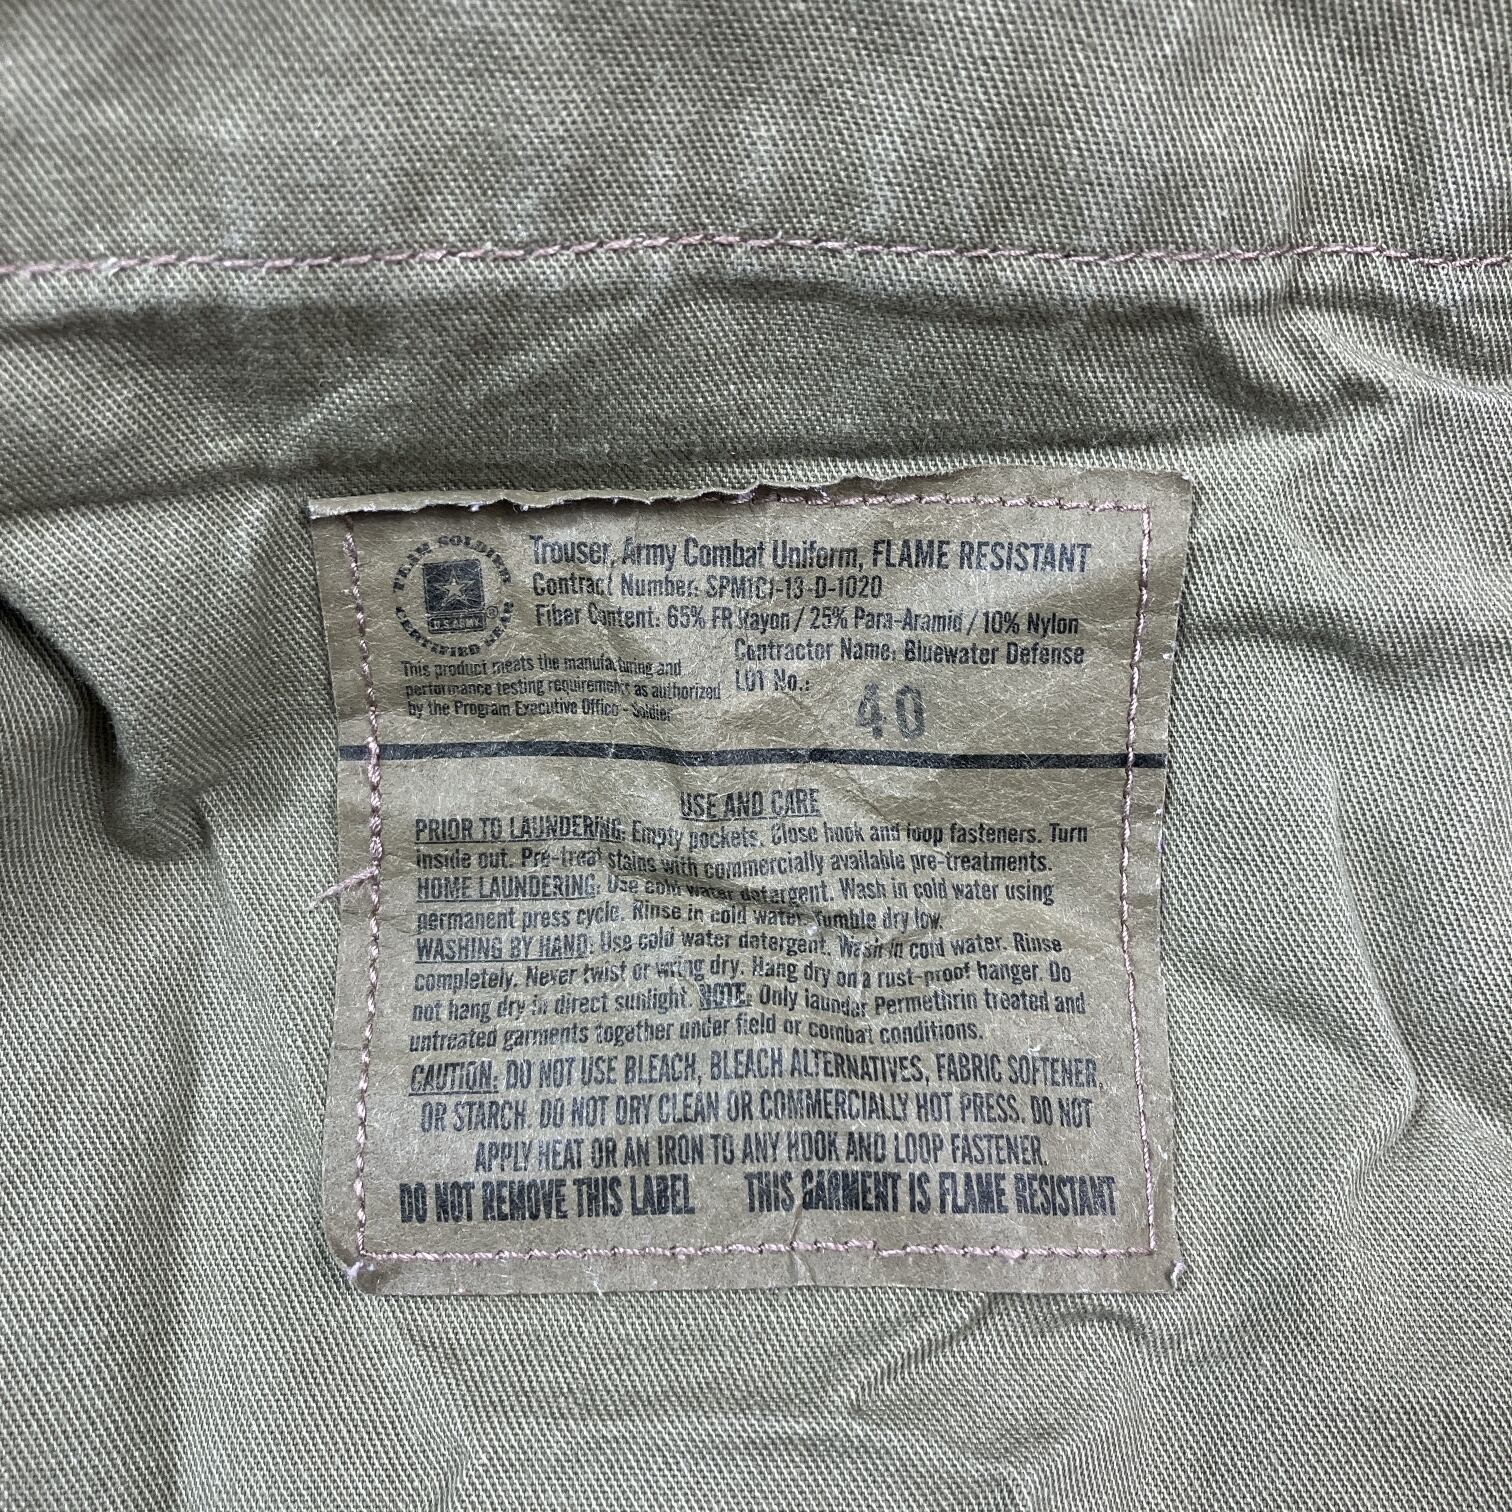 TEAM SOLDIER
CERTIFIED GEAR
U.S. ARMY ®
Trouser, Army Combat Uniform, FLAME RESISTANT
Contract Number: SPM1C1-13-D-1020
Fiber Content: 65% FR Rayon / 25% Para-Aramid / 10% Nylon
Contractor Name: Bluewater Defense
LOT No.: 40
This product meets the manufacturing and
performance testing requirements as authorized
by the Program Executive Office - Soldier
USE AND CARE
PRIOR TO LAUNDERING: Empty pockets. Close hook and loop fasteners. Turn
inside out. Pre-treat stains with commercially available pre-treatments.
HOME LAUNDERING: Use cold water detergent. Wash in cold water using
permanent press cycle. Rinse in cold water. Tumble dry low.
WASHING BY HAND: Use cold water detergent. Wash in cold water. Rinse
completely. Never twist or wring dry. Hang dry on a rust-proof hanger. Do
not hang dry in direct sunlight. NOTE: Only launder Permethrin treated and
untreated garments together under field or combat conditions.
CAUTION: DO NOT USE BLEACH, BLEACH ALTERNATIVES, FABRIC SOFTENER,
OR STARCH. DO NOT DRY CLEAN OR COMMERCIALLY HOT PRESS. DO NOT
APPLY HEAT OR AN IRON TO ANY HOOK AND LOOP FASTENER.
DO NOT REMOVE THIS LABEL THIS GARMENT IS FLAME RESISTANT